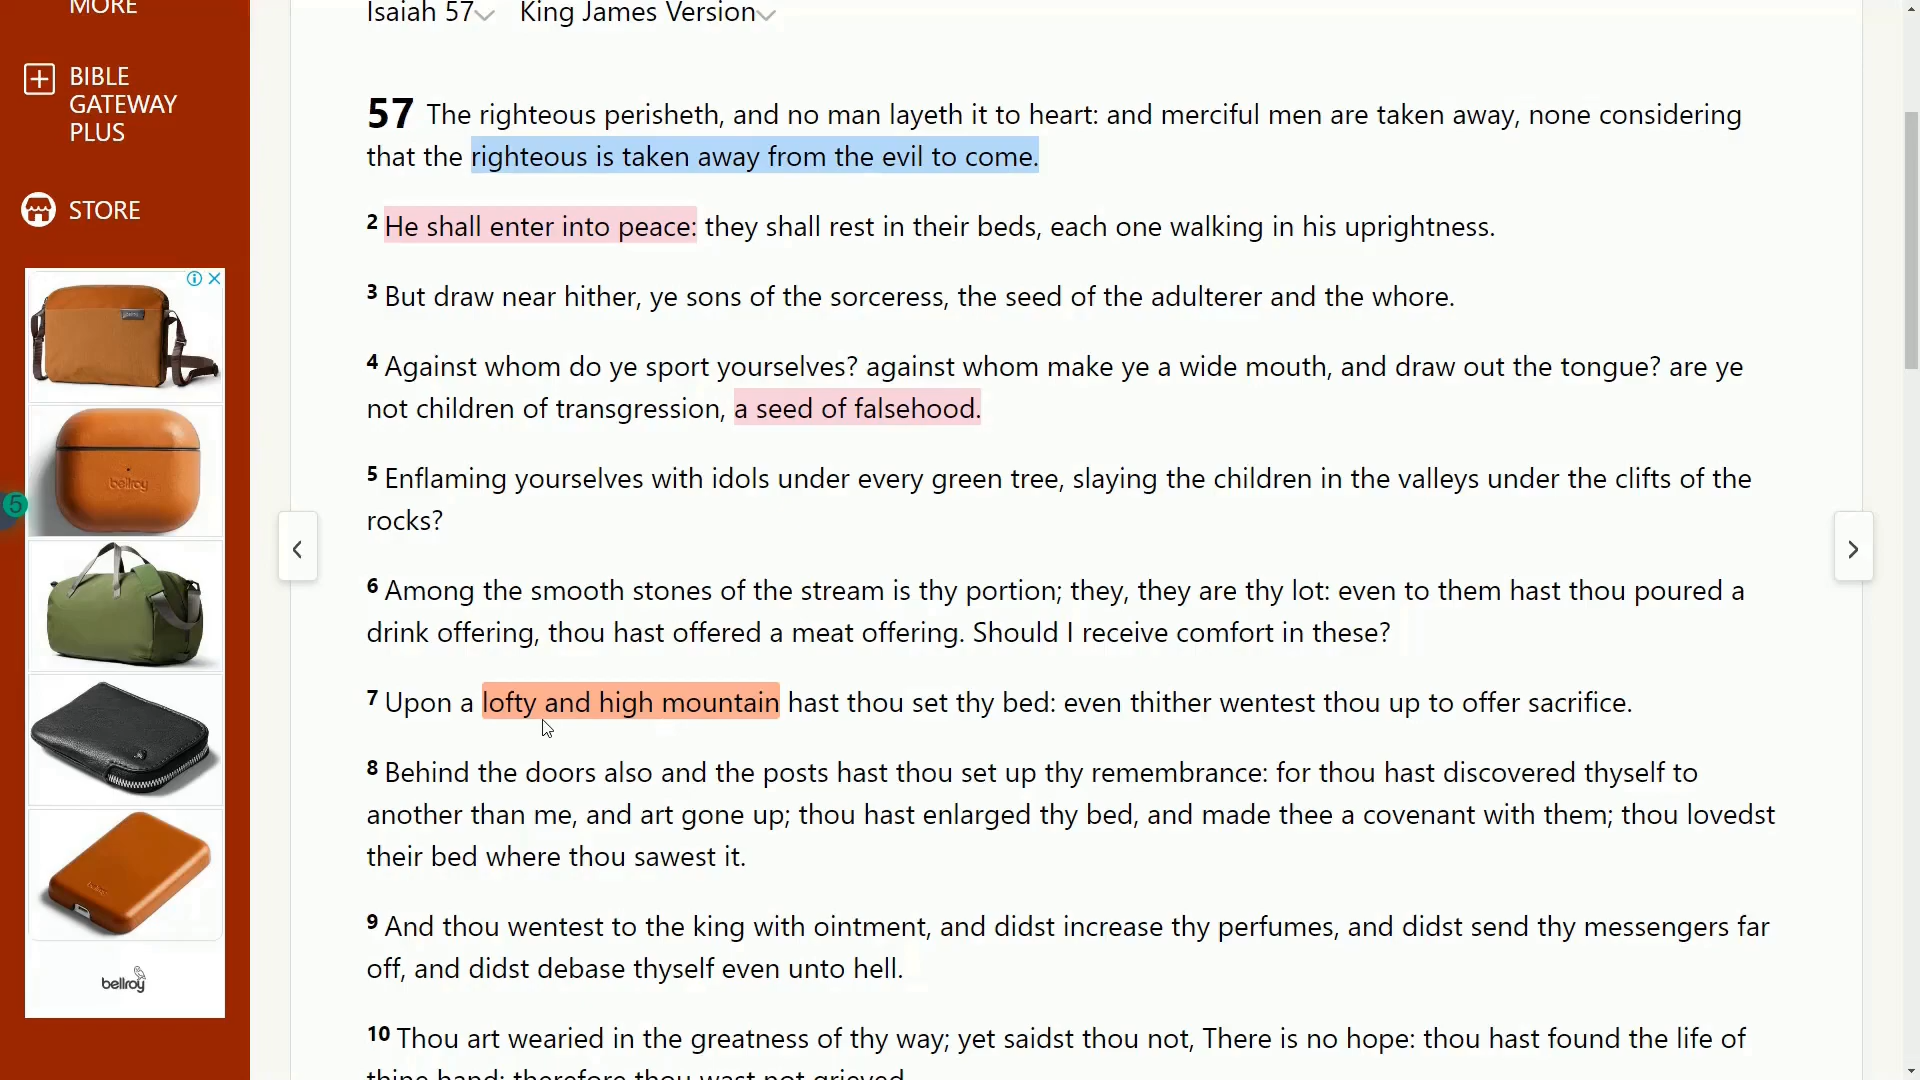 MORE
BIBLE
GATEWAY
PLUS
STORE
bellroy
bellroy
5
Isaiah 57 King James Version
57 The righteous perisheth, and no man layeth it to heart: and merciful men are taken away, none considering
that the righteous is taken away from the evil to come.
2 He shall enter into peace: they shall rest in their beds, each one walking in his uprightness.
3 But draw near hither, ye sons of the sorceress, the seed of the adulterer and the whore.
4 Against whom do ye sport yourselves? against whom make ye a wide mouth, and draw out the tongue? are ye
not children of transgression, a seed of falsehood.
5 Enflaming yourselves with idols under every green tree, slaying the children in the valleys under the clifts of the
rocks?
6 Among the smooth stones of the stream is thy portion; they, they are thy lot: even to them hast thou poured a
drink offering, thou hast offered a meat offering. Should I receive comfort in these?
7 Upon a lofty and high mountain hast thou set thy bed: even thither wentest thou up to offer sacrifice.
8 Behind the doors also and the posts hast thou set up thy remembrance: for thou hast discovered thyself to
another than me, and art gone up; thou hast enlarged thy bed, and made thee a covenant with them; thou lovedst
their bed where thou sawest it.
9 And thou wentest to the king with ointment, and didst increase thy perfumes, and didst send thy messengers far
off, and didst debase thyself even unto hell.
10 Thou art wearied in the greatness of thy way; yet saidst thou not, There is no hope: thou hast found the life of
thine hand; therefore thou wast not grieved.